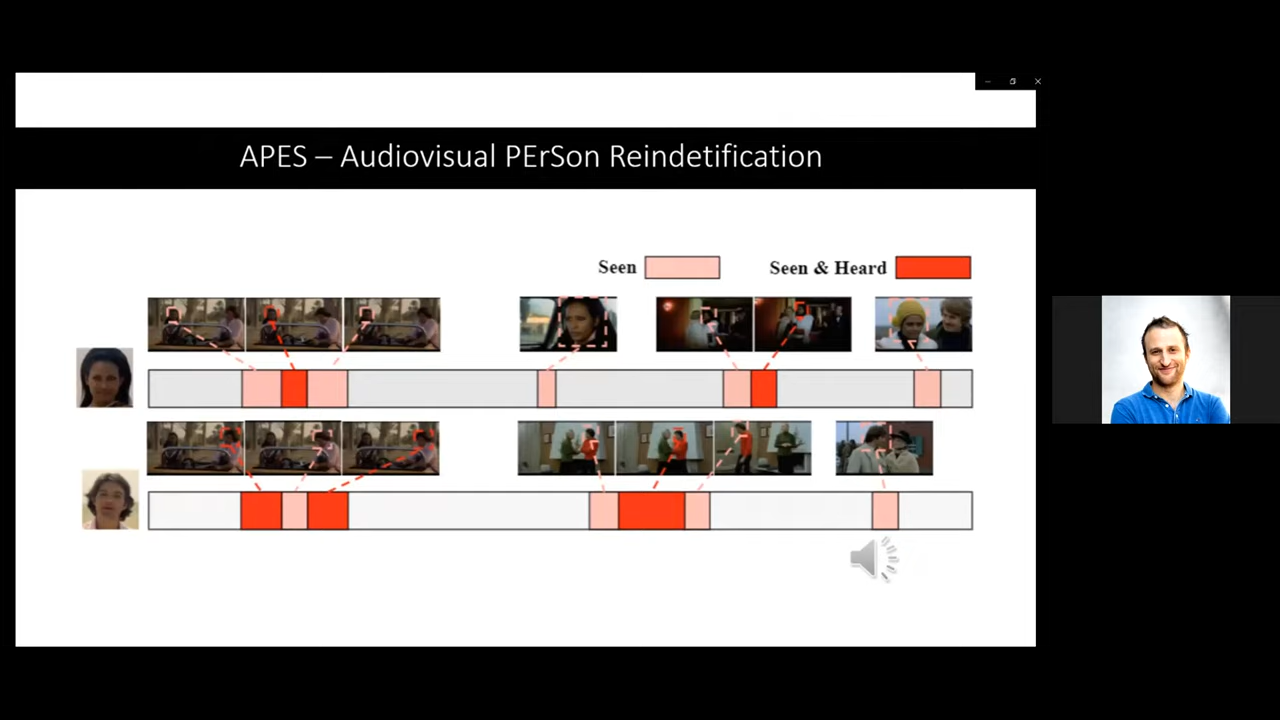 APES – Audiovisual PErSon Reindetification
Seen
Seen & Heard